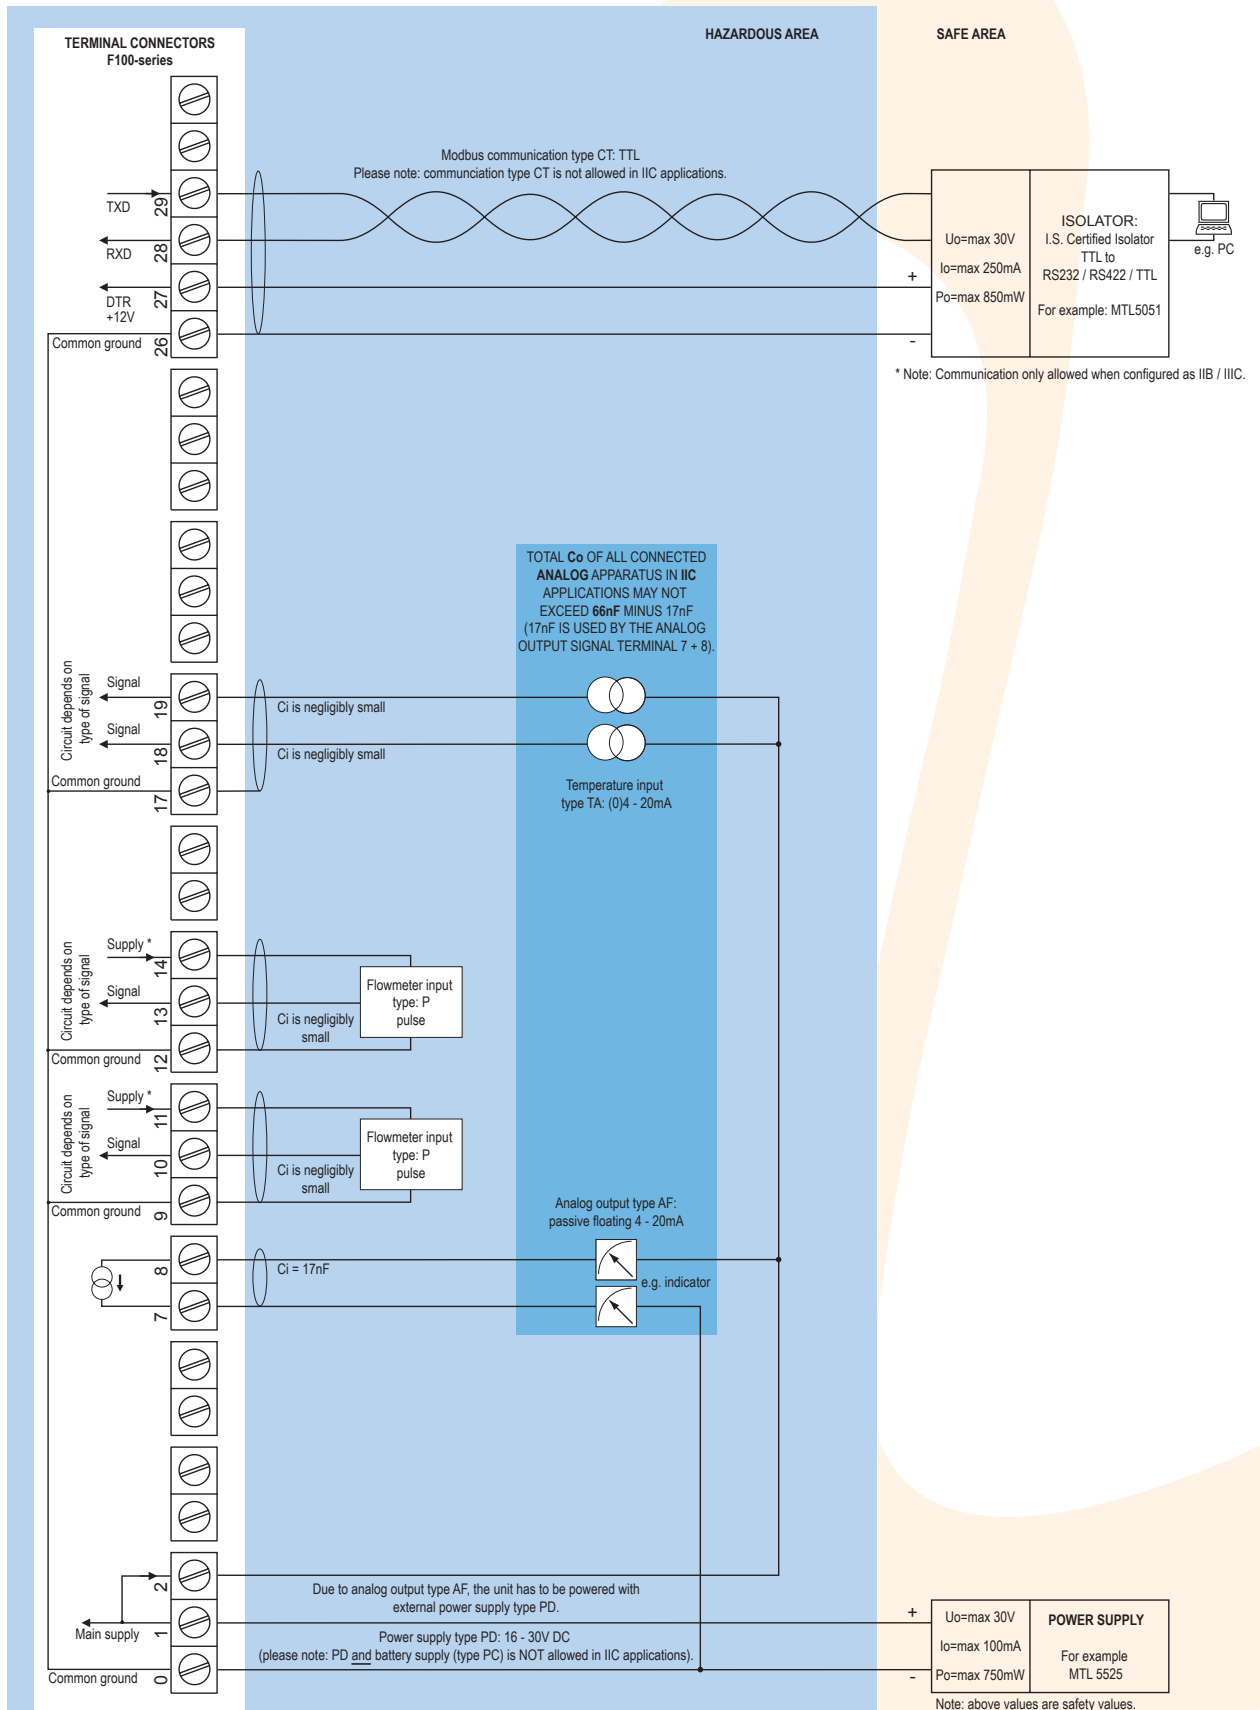 HAZARDOUS AREA
SAFE AREA
TERMINAL CONNECTORS
F100-series
Modbus communication type CT: TTL
Please note: communciation type CT is not allowed in IIC applications.
TXD
29
RXD
28
DTR
+12V
27
Common ground
26
+
-
Uo=max 30V
Io=max 250mA
Po=max 850mW
ISOLATOR:
I.S. Certified Isolator
TTL to
RS232 / RS422 / TTL
For example: MTL5051
e.g. PC
* Note: Communication only allowed when configured as IIB / IIIC.
TOTAL Co OF ALL CONNECTED
ANALOG APPARATUS IN IIC
APPLICATIONS MAY NOT
EXCEED 66nF MINUS 17nF
(17nF IS USED BY THE ANALOG
OUTPUT SIGNAL TERMINAL 7 + 8).
Circuit depends on
type of signal
Signal
19
Ci is negligibly small
Signal
18
Ci is negligibly small
Common ground
17
Temperature input
type TA: (0)4 - 20mA
Circuit depends on
type of signal
Supply *
14
Signal
13
Common ground
12
Ci is negligibly
small
Flowmeter input
type: P
pulse
Circuit depends on
type of signal
Supply *
11
Signal
10
Common ground
9
Ci is negligibly
small
Flowmeter input
type: P
pulse
Analog output type AF:
passive floating 4 - 20mA
8
Ci = 17nF
e.g. indicator
7
2
Due to analog output type AF, the unit has to be powered with
external power supply type PD.
Main supply
1
Power supply type PD: 16 - 30V DC
(please note: PD and battery supply (type PC) is NOT allowed in IIC applications).
Common ground
0
+
-
Uo=max 30V
Io=max 100mA
Po=max 750mW
POWER SUPPLY
For example
MTL 5525
Note: above values are safety values.